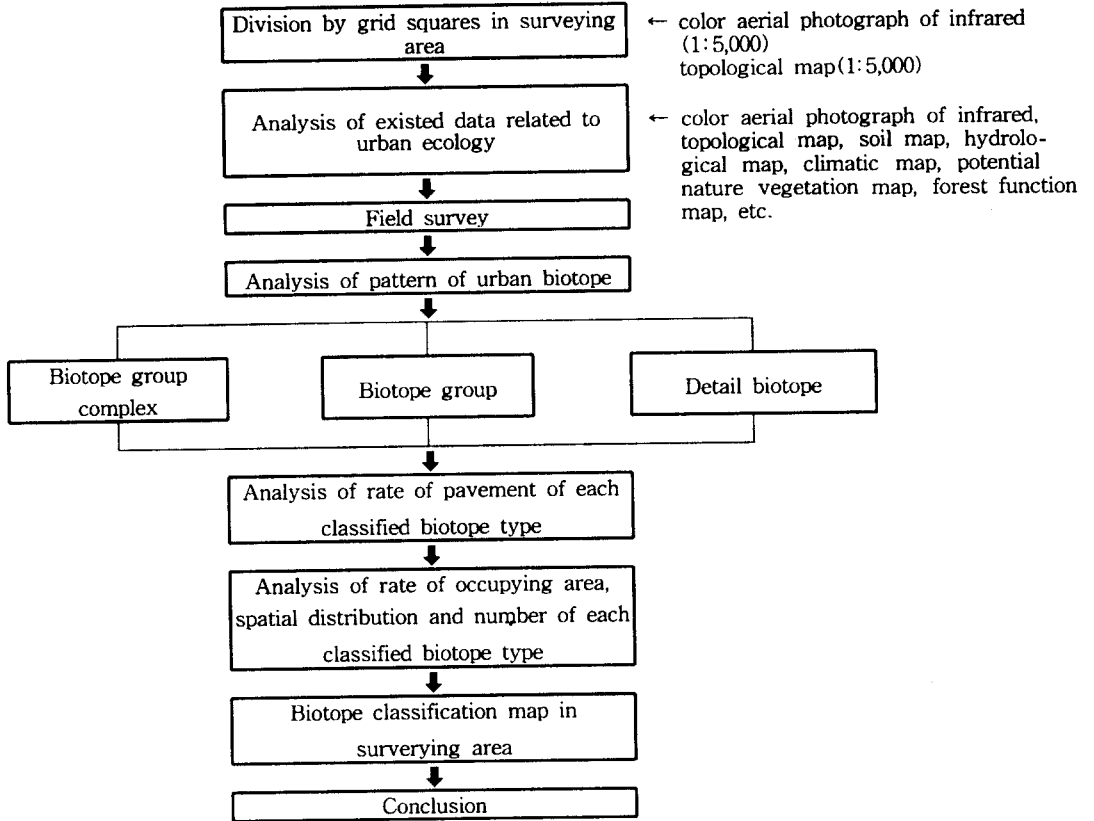 Division by grid squares in surveying
area
← color aerial photograph of infrared
(1:5,000)
topological map(1:5,000)
Analysis of existed data related to
urban ecology
← color aerial photograph of infrared,
topological map, soil map, hydrolo-
gical map, climatic map, potential
nature vegetation map, forest function
map, etc.
Field survey
Analysis of pattern of urban biotope
Biotope group
complex
Biotope group
Detail biotope
Analysis of rate of pavement of each
classified biotope type
Analysis of rate of occupying area,
spatial distribution and number of each
classified biotope type
Biotope classification map in
surverying area
Conclusion